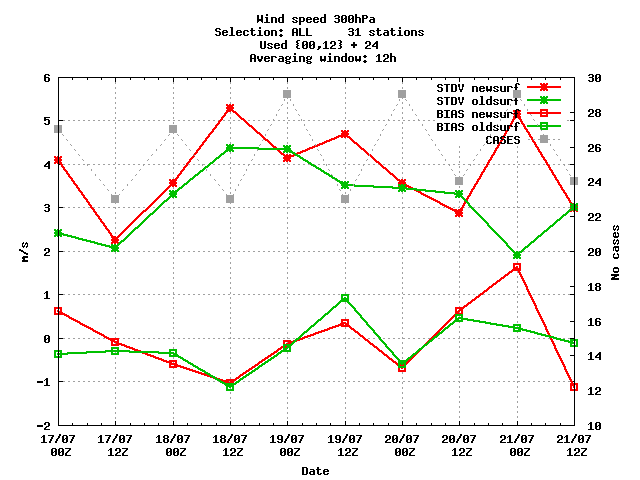 Wind speed 300hPa
Selection: ALL     31 stations
Used {00,12} + 24
Averaging window: 12h
6 30
STDV newsurf
STDV oldsurf
5 28
BIAS newsurf
BIAS oldsurf
CASES
26
4
24
3
22
m/s
No cases
2 20
18
1
16
0
14
-1
12
-2 10
17/07 17/07 18/07 18/07 19/07 19/07 20/07 20/07 21/07 21/07
00Z 12Z 00Z 12Z 00Z 12Z 00Z 12Z 00Z 12Z
Date